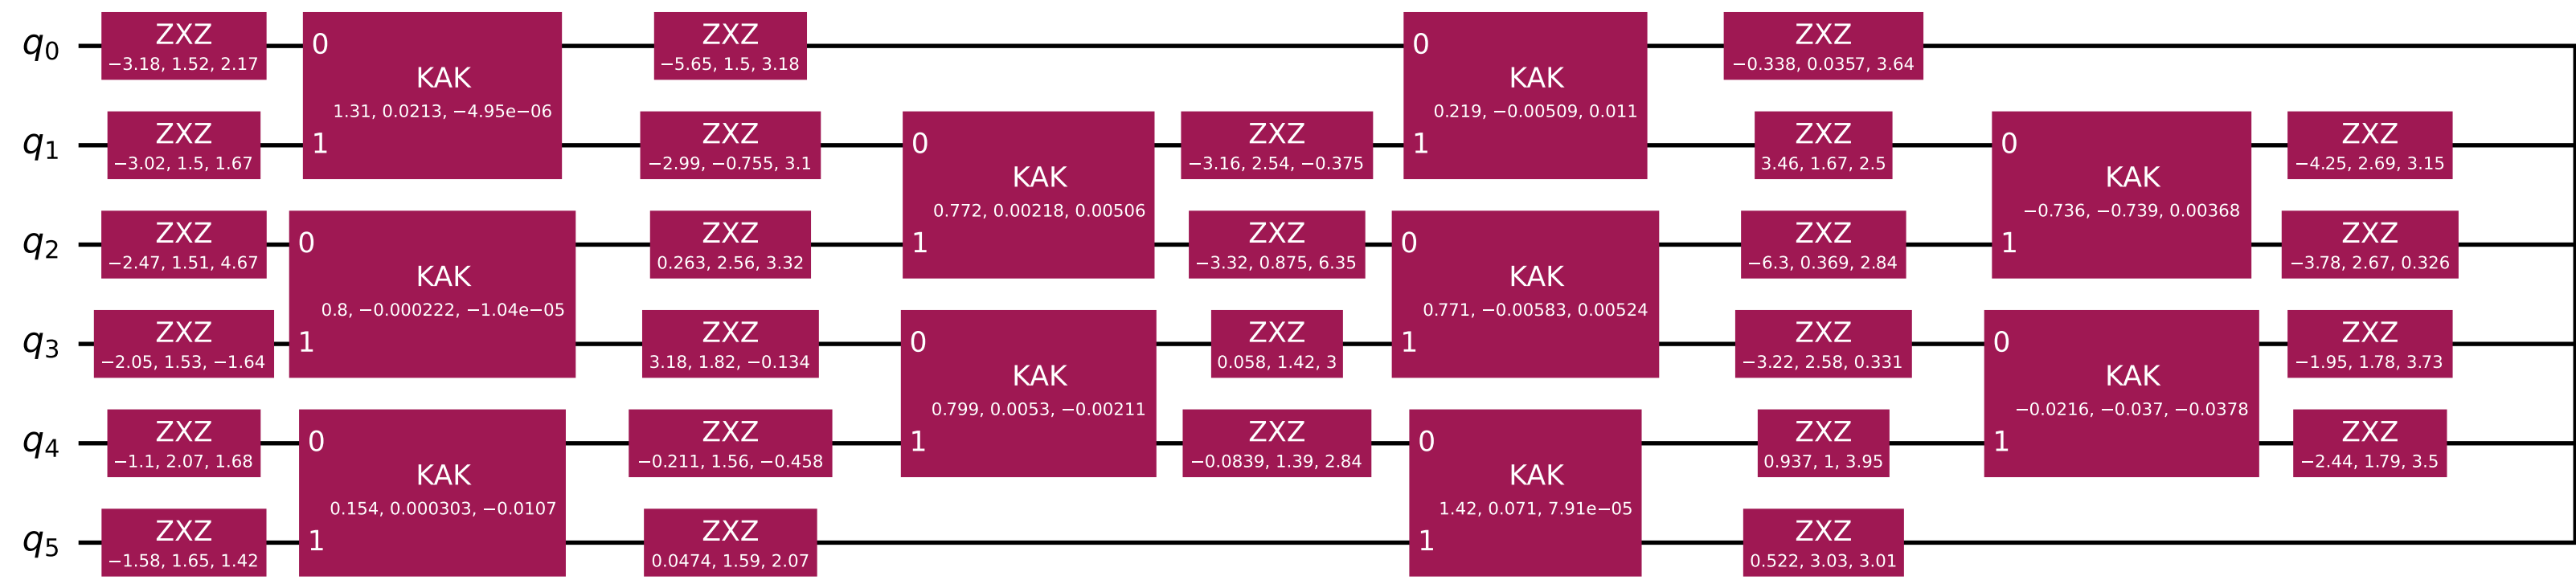 q0 ZXZ 0 KAK ZXZ 0 KAK ZXZ
−3.18, 1.52, 2.17 1.31, 0.0213, −4.95e−06 −5.65, 1.5, 3.18 0.219, −0.00509, 0.011 −0.338, 0.0357, 3.64
q1 ZXZ 1 ZXZ 0 KAK ZXZ 1 ZXZ 0 KAK ZXZ
−3.02, 1.5, 1.67 −2.99, −0.755, 3.1 0.772, 0.00218, 0.00506 −3.16, 2.54, −0.375 3.46, 1.67, 2.5 −0.736, −0.739, 0.00368 −4.25, 2.69, 3.15
q2 ZXZ 0 KAK ZXZ 1 ZXZ 0 KAK ZXZ 1 ZXZ
−2.47, 1.51, 4.67 0.8, −0.000222, −1.04e−05 0.263, 2.56, 3.32 −3.32, 0.875, 6.35 0.771, −0.00583, 0.00524 −6.3, 0.369, 2.84 −3.78, 2.67, 0.326
q3 ZXZ 1 ZXZ 0 KAK ZXZ 1 ZXZ 0 KAK ZXZ
−2.05, 1.53, −1.64 3.18, 1.82, −0.134 0.799, 0.0053, −0.00211 0.058, 1.42, 3 −3.22, 2.58, 0.331 −0.0216, −0.037, −0.0378 −1.95, 1.78, 3.73
q4 ZXZ 0 KAK ZXZ 1 ZXZ 0 KAK ZXZ 1 ZXZ
−1.1, 2.07, 1.68 0.154, 0.000303, −0.0107 −0.211, 1.56, −0.458 −0.0839, 1.39, 2.84 1.42, 0.071, 7.91e−05 0.937, 1, 3.95 −2.44, 1.79, 3.5
q5 ZXZ 1 ZXZ 1 ZXZ
−1.58, 1.65, 1.42 0.0474, 1.59, 2.07 0.522, 3.03, 3.01